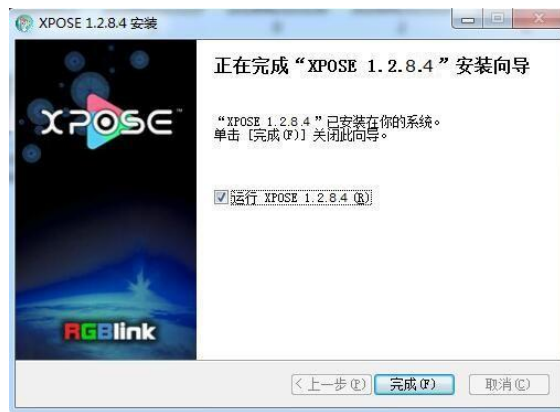 XPOSE 1.2.8.4 安装
正在完成“XPOSE 1.2.8.4”安装向导
XPOSE™
“XPOSE 1.2.8.4”已安装在你的系统。
单击 [完成(F)] 关闭此向导。
运行 XPOSE 1.2.8.4 (R)
RGBlink
<上一步(P)
完成(F)
取消(C)